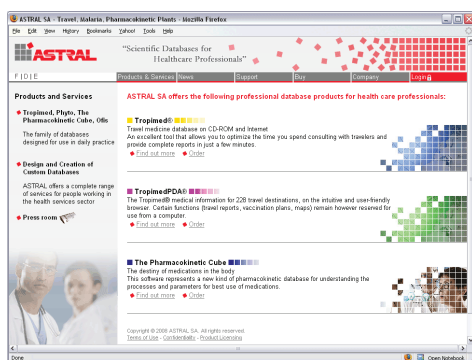 ASTRAL SA - Travel, Malaria, Pharmacokinetic Plants - Mozilla Firefox
File Edit View History Bookmarks Yahoo! Tools Help
ASTRAL
"Scientific Databases for
Healthcare Professionals"
F | D | E
Products & Services News Support Buy Company Login
Products and Services
Tropimed, Phyto, The
Pharmacokinetic Cube, Ofis
The family of databases
designed for use in daily practice
Design and Creation of
Custom Databases
ASTRAL offers a complete range
of services for people working in
the health services sector
Press room
ASTRAL SA offers the following professional database products for health care professionals:
Tropimed®
Travel medicine database on CD-ROM and Internet
An excellent tool that allows you to optimize the time you spend consulting with travelers and
provide complete reports in just a few minutes.
Find out more Order
TropimedPDA®
The Tropimed® medical information for 228 travel destinations, on the intuitive and user-friendly
browser. Certain functions (travel reports, vaccination plans, maps) remain however reserved for
use from a computer.
Find out more Order
The Pharmacokinetic Cube
The destiny of medications in the body
This software represents a new kind of pharmacokinetic database for understanding the
processes and parameters for best use of medications.
Find out more Order
Copyright © 2008 ASTRAL SA. All rights reserved.
Terms of Use - Confidentiality - Product Licensing
Done
Open Notebook